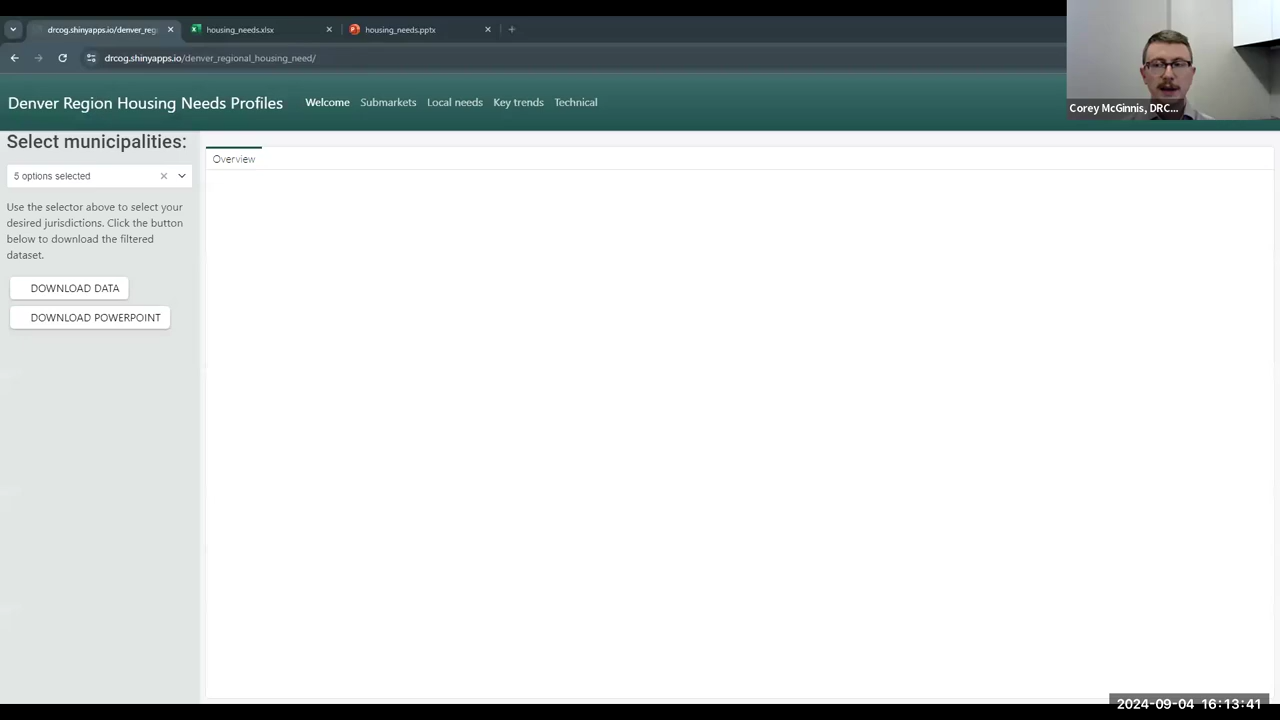 drcog.shinyapps.io/denver_reg
housing_needs.xlsx
housing_needs.pptx
drcog.shinyapps.io/denver_regional_housing_need/
Denver Region Housing Needs Profiles
Welcome
Submarkets
Local needs
Key trends
Technical
Corey McGinnis, DRC...
Select municipalities:
5 options selected
Use the selector above to select your
desired jurisdictions. Click the button
below to download the filtered
dataset.
DOWNLOAD DATA
DOWNLOAD POWERPOINT
Overview
2024-09-04 16:13:41